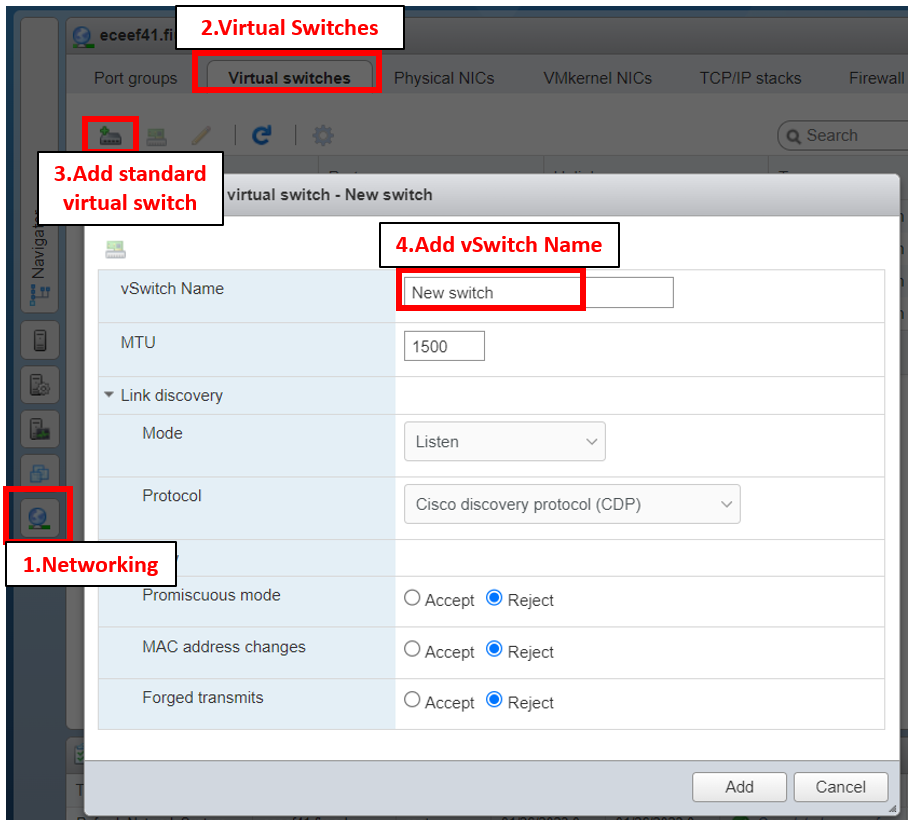 2.Virtual Switches
eceef41.fi
Port groups
Virtual switches
Physical NICs
VMkernel NICs
TCP/IP stacks
Firewall
Search
3.Add standard
virtual switch
virtual switch - New switch
Navigator
4.Add vSwitch Name
vSwitch Name
New switch
MTU
1500
Link discovery
Mode
Listen
Protocol
Cisco discovery protocol (CDP)
1.Networking
Promiscuous mode
Accept
Reject
MAC address changes
Accept
Reject
Forged transmits
Accept
Reject
Add
Cancel